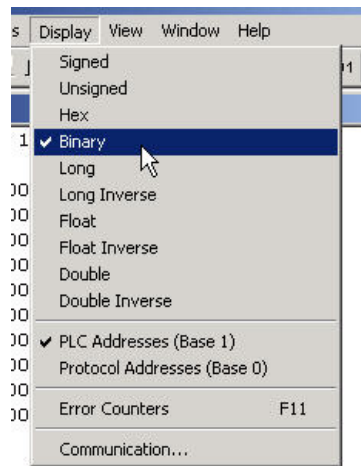 s Display View Window Help
Signed
Unsigned
Hex
1 Binary
Long
Long Inverse
Float
Float Inverse
Double
Double Inverse
PLC Addresses (Base 1)
Protocol Addresses (Base 0)
Error Counters F11
Communication...